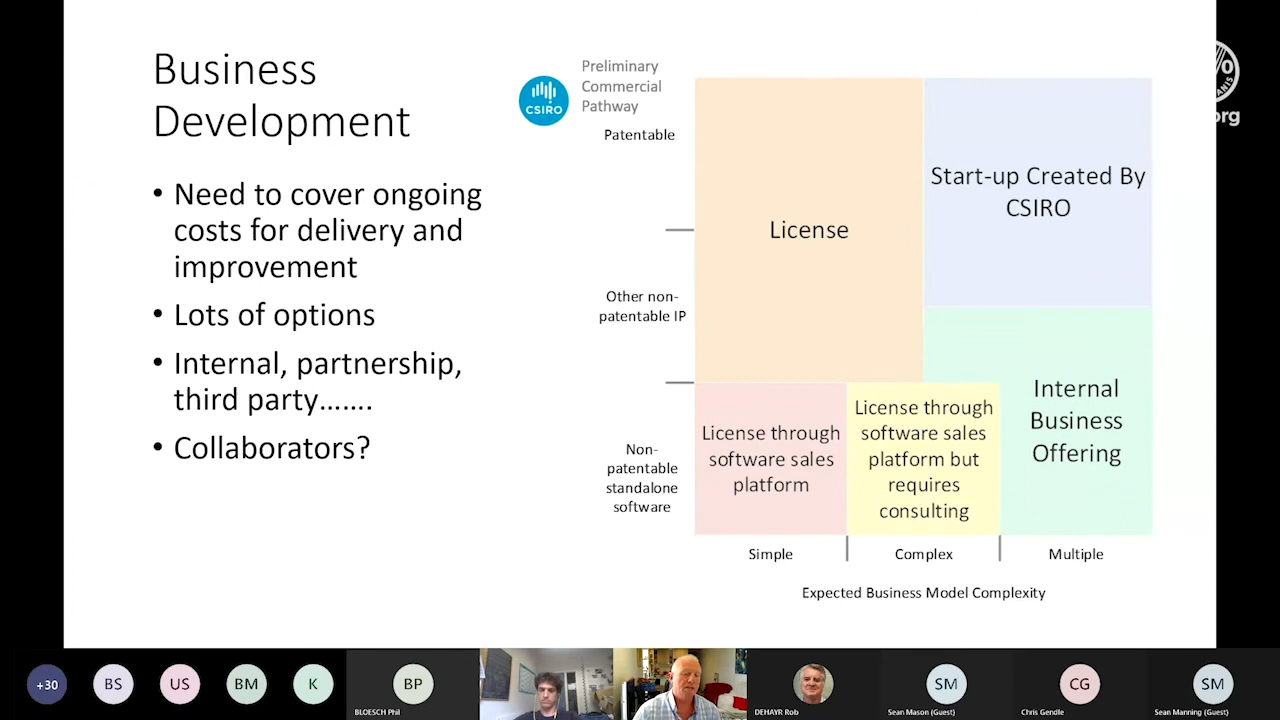 Business
Development
• Need to cover ongoing
costs for delivery and
improvement
• Lots of options
• Internal, partnership,
third party…….
• Collaborators?
CSIRO
Preliminary
Commercial
Pathway
Patentable
Other non-
patentable IP
Non-
patentable
standalone
software
License
Start-up Created By
CSIRO
License through
software sales
platform
License through
software sales
platform but
requires
consulting
Internal
Business
Offering
Simple
Complex
Multiple
Expected Business Model Complexity
org
+30
BS
US
BM
K
BP
BLOESCH Phil
DEHAYR Rob
SM
Sean Mason (Guest)
CG
Chris Gendle
SM
Sean Manning (Guest)